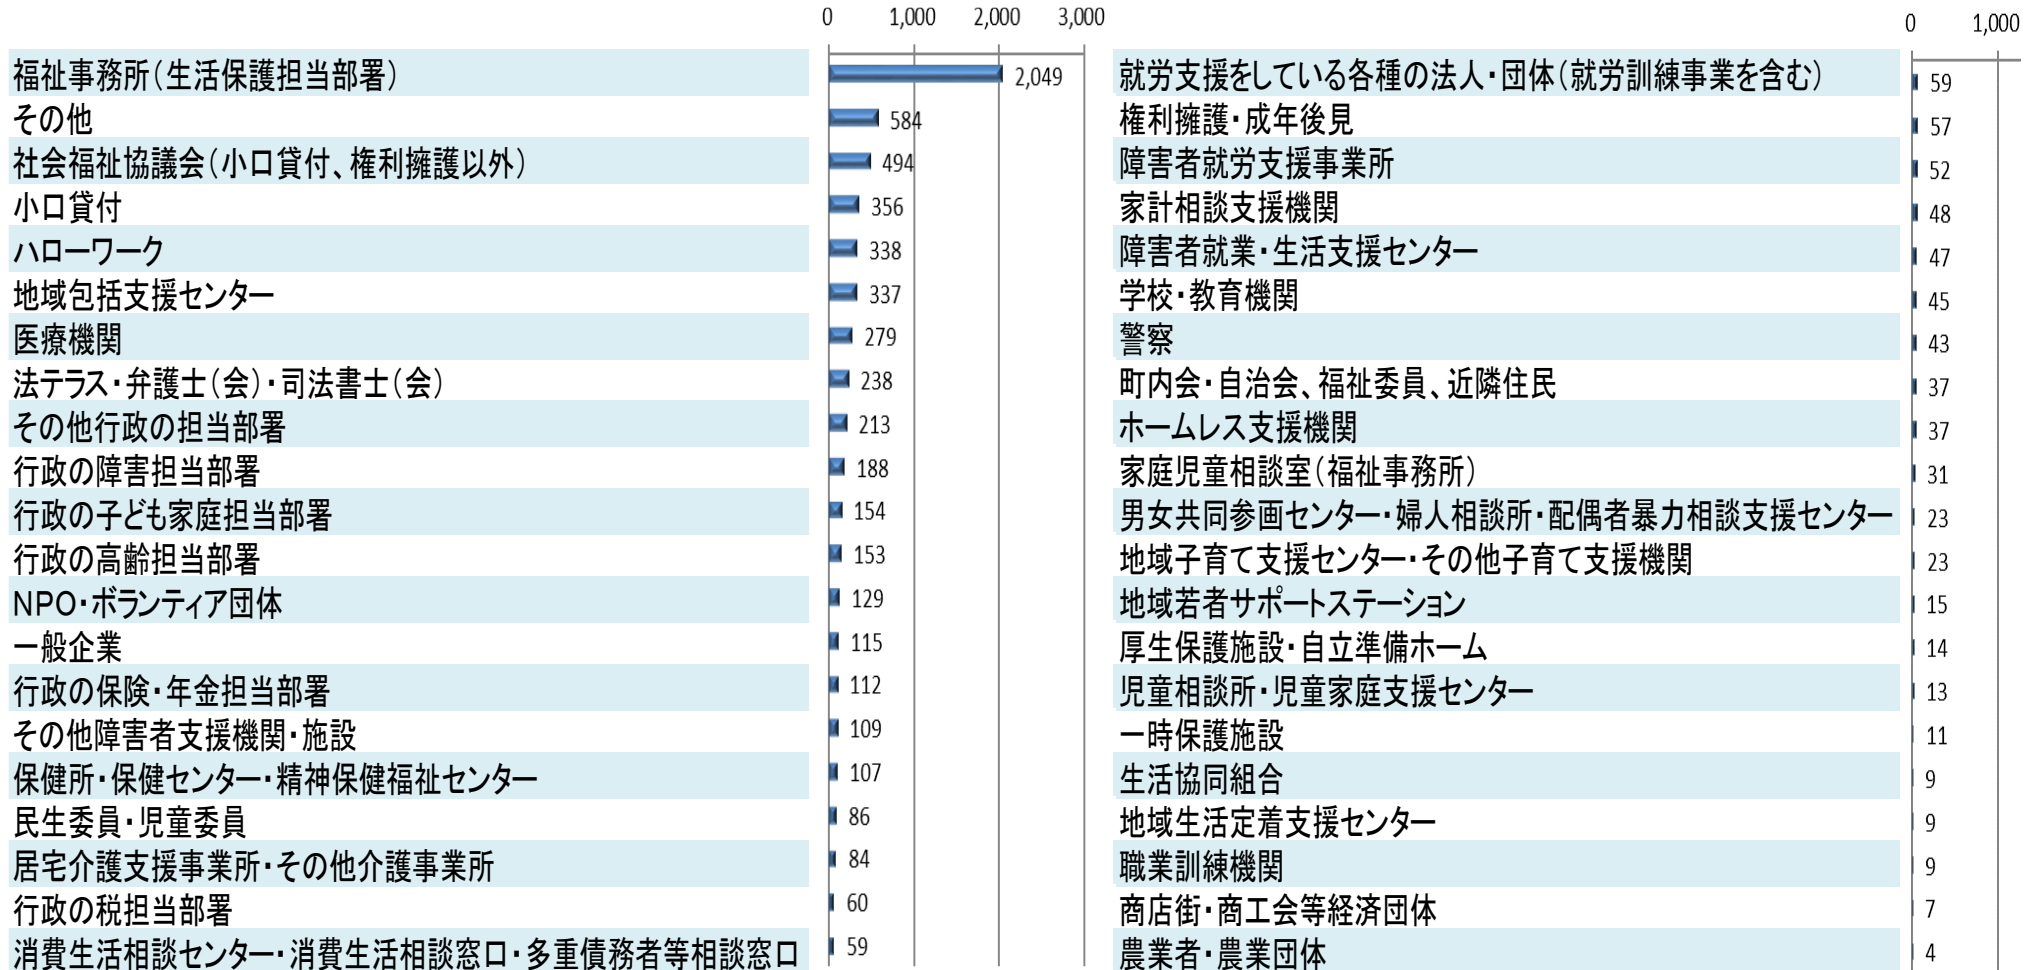 0 1,000 2,000 3,000
福祉事務所(生活保護担当部署) 2,049
その他 584
社会福祉協議会(小口貸付、権利擁護以外) 494
小口貸付 356
ハローワーク 338
地域包括支援センター 337
医療機関 279
法テラス・弁護士(会)・司法書士(会) 238
その他行政の担当部署 213
行政の障害担当部署 188
行政の子ども家庭担当部署 154
行政の高齢担当部署 153
NPO・ボランティア団体 129
一般企業 115
行政の保険・年金担当部署 112
その他障害者支援機関・施設 109
保健所・保健センター・精神保健福祉センター 107
民生委員・児童委員 86
居宅介護支援事業所・その他介護事業所 84
行政の税担当部署 60
消費生活相談センター・消費生活相談窓口・多重債務者等相談窓口 59
0 1,000
就労支援をしている各種の法人・団体(就労訓練事業を含む) 59
権利擁護・成年後見 57
障害者就労支援事業所 52
家計相談支援機関 48
障害者就業・生活支援センター 47
学校・教育機関 45
警察 43
町内会・自治会、福祉委員、近隣住民 37
ホームレス支援機関 37
家庭児童相談室(福祉事務所) 31
男女共同参画センター・婦人相談所・配偶者暴力相談支援センター 23
地域子育て支援センター・その他子育て支援機関 23
地域若者サポートステーション 15
厚生保護施設・自立準備ホーム 14
児童相談所・児童家庭支援センター 13
一時保護施設 11
生活協同組合 9
地域生活定着支援センター 9
職業訓練機関 9
商店街・商工会等経済団体 7
農業者・農業団体 4